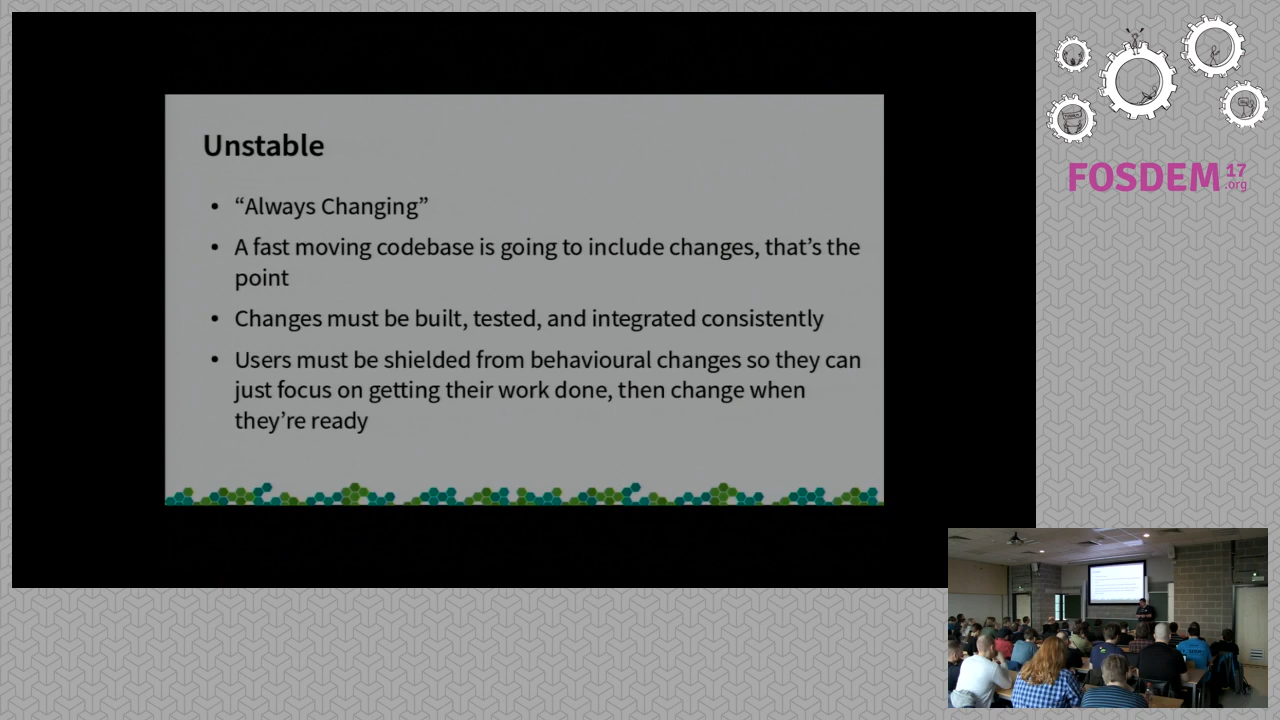 Unstable
• “Always Changing”
• A fast moving codebase is going to include changes, that’s the
point
• Changes must be built, tested, and integrated consistently
• Users must be shielded from behavioural changes so they can
just focus on getting their work done, then change when
they’re ready
FOSDEM 17
.org